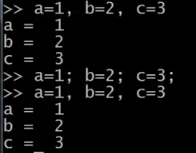 >> a=1, b=2, c=3
a =  1
b =  2
c =  3
>> a=1; b=2; c=3;
>> a=1, b=2, c=3
a =  1
b =  2
c =  3